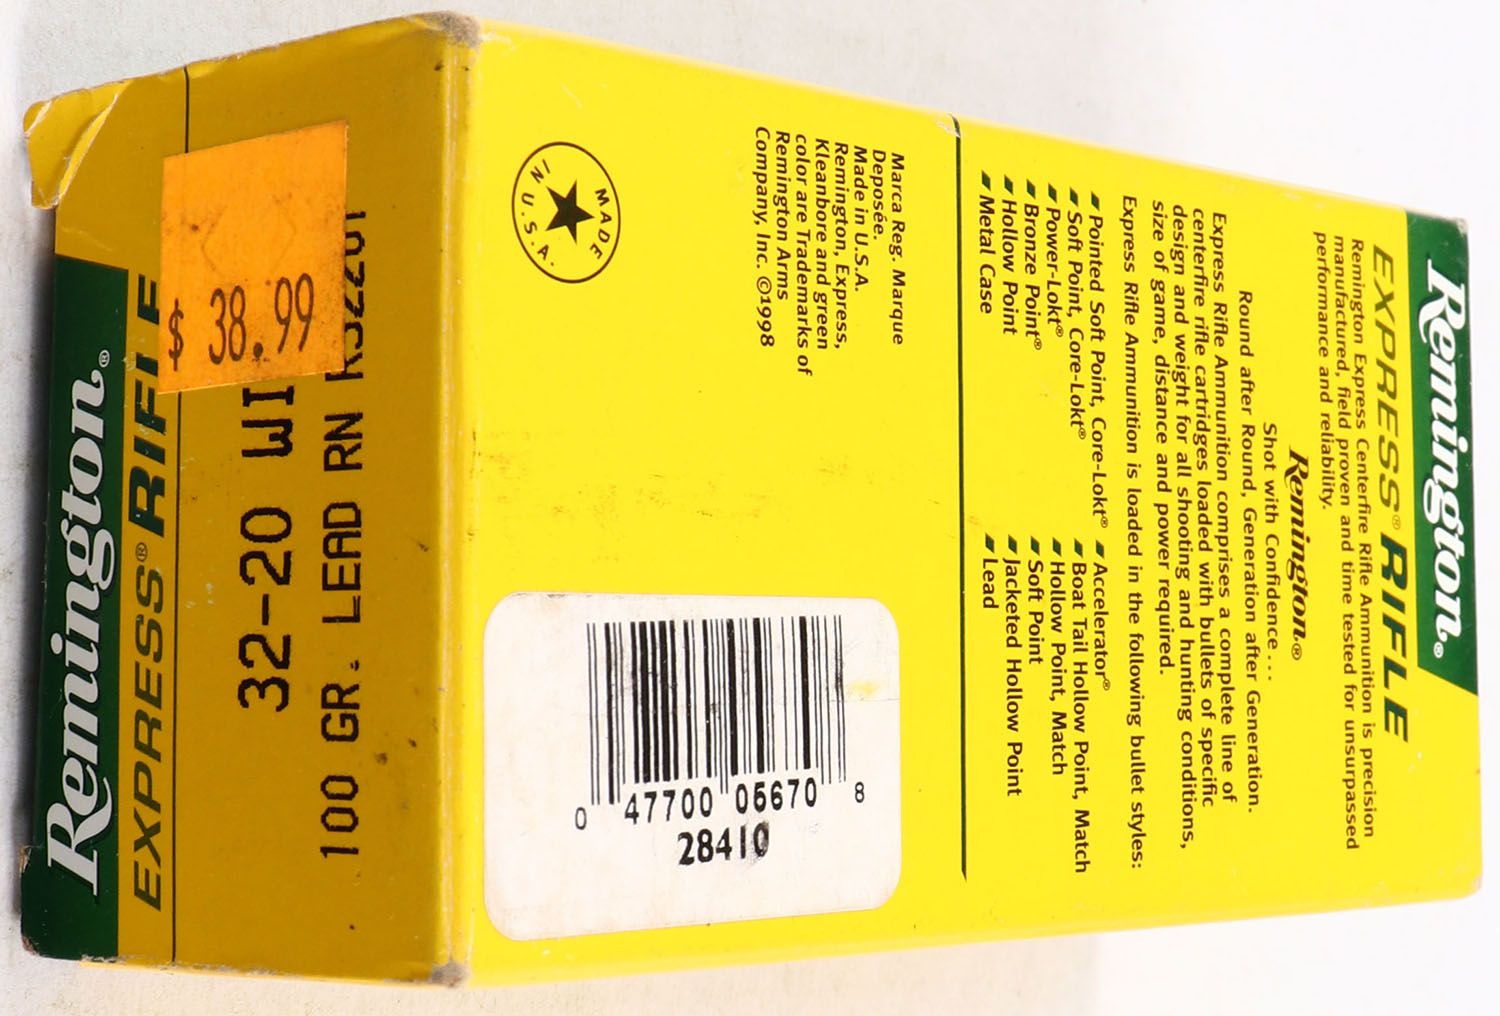 Remington®
EXPRESS® RIFLE
$ 38.99
32-20 WI
100 GR. LEAD RN R32201
Remington®
EXPRESS® RIFLE
Remington Express Centerfire Rifle Ammunition is precision
manufactured, field proven and time tested for unsurpassed
performance and reliability.
Remington®
Shot with Confidence...
Round after Round, Generation after Generation.
Express Rifle Ammunition comprises a complete line of
centerfire rifle cartridges loaded with bullets of specific
design and weight for all shooting and hunting conditions,
size of game, distance and power required.
Express Rifle Ammunition is loaded in the following bullet styles:
Pointed Soft Point, Core-Lokt®
Soft Point, Core-Lokt®
Power-Lokt®
Bronze Point®
Hollow Point
Metal Case
Accelerator®
Boat Tail Hollow Point, Match
Hollow Point, Match
Soft Point
Jacketed Hollow Point
Lead
Marca Reg. Marque
Deposée.
Made in U.S.A.
Remington, Express,
Kleanbore and green
color are Trademarks of
Remington Arms
Company, Inc. ©1998
MADE IN U.S.A.
0 47700 05670 8
28410